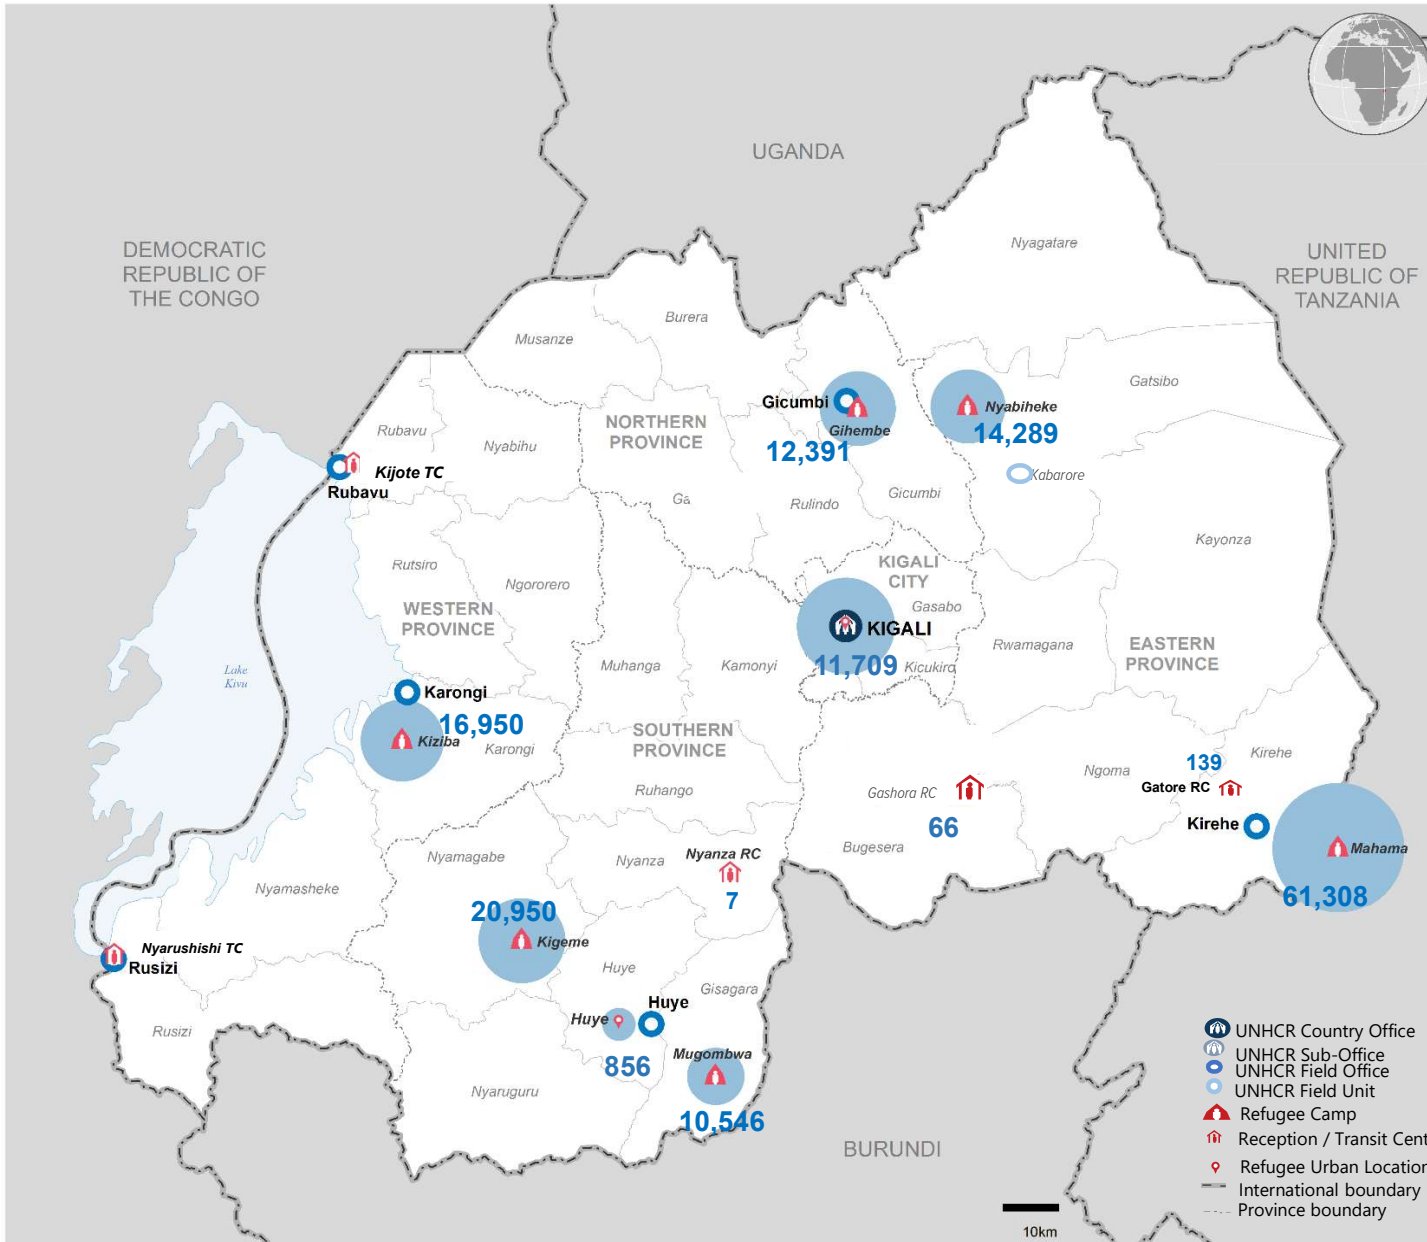 UGANDA
DEMOCRATIC
REPUBLIC OF
THE CONGO
UNITED
REPUBLIC OF
TANZANIA
Nyagatare
Burera
Musanze
Gatsibo
Gicumbi
Gihembe
12,391
Nyabiheke
14,289
Kabarore
NORTHERN
PROVINCE
Rubavu
Nyabihu
Kijote TC
Rubavu
Ga
Rulindo
Gicumbi
Kayonza
Rutsiro
Ngororero
KIGALI
CITY
Gasabo
WESTERN
PROVINCE
KIGALI
11,709
Kicukiro
Rwamagana
EASTERN
PROVINCE
Muhanga
Kamonyi
Lake
Kivu
Karongi
16,950
Kiziba
Karongi
SOUTHERN
PROVINCE
Ruhango
Gashora RC
66
Bugesera
Ngoma
139
Gatore RC
Kirehe
Kirehe
Mahama
61,308
Nyamagabe
Nyanza
Nyanza RC
7
Nyamasheke
20,950
Kigeme
Nyarushishi TC
Rusizi
Rusizi
Huye
Gisagara
Huye
Huye
856
Mugombwa
10,546
Nyaruguru
BURUNDI
UNHCR Country Office
UNHCR Sub-Office
UNHCR Field Office
UNHCR Field Unit
Refugee Camp
Reception / Transit Cent
Refugee Urban Location
International boundary
Province boundary
10km